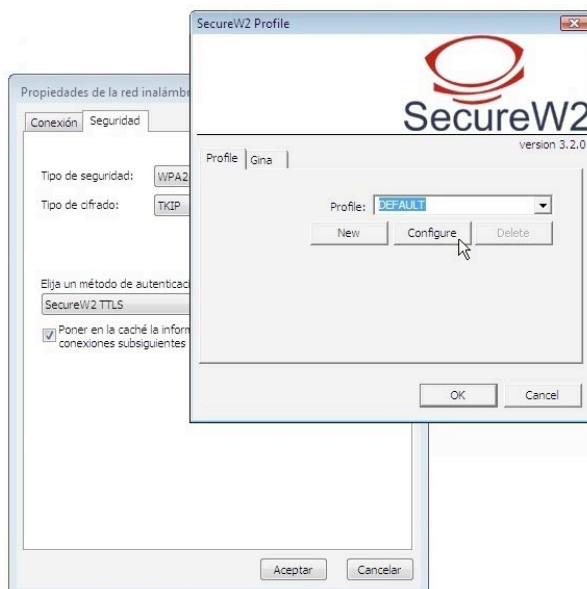 SecureW2 Profile
SecureW2
version 3.2.0
Profile
Gina
Profile:
DEFAULT
New
Configure
Delete
OK
Cancel
Propiedades de la red inalámbr
Conexión
Seguridad
Tipo de seguridad:
WPA2
Tipo de cifrado:
TKIP
Elija un método de autenticaci
SecureW2 TTLS
Poner en la caché la inform
conexiones subsiguientes
Aceptar
Cancelar